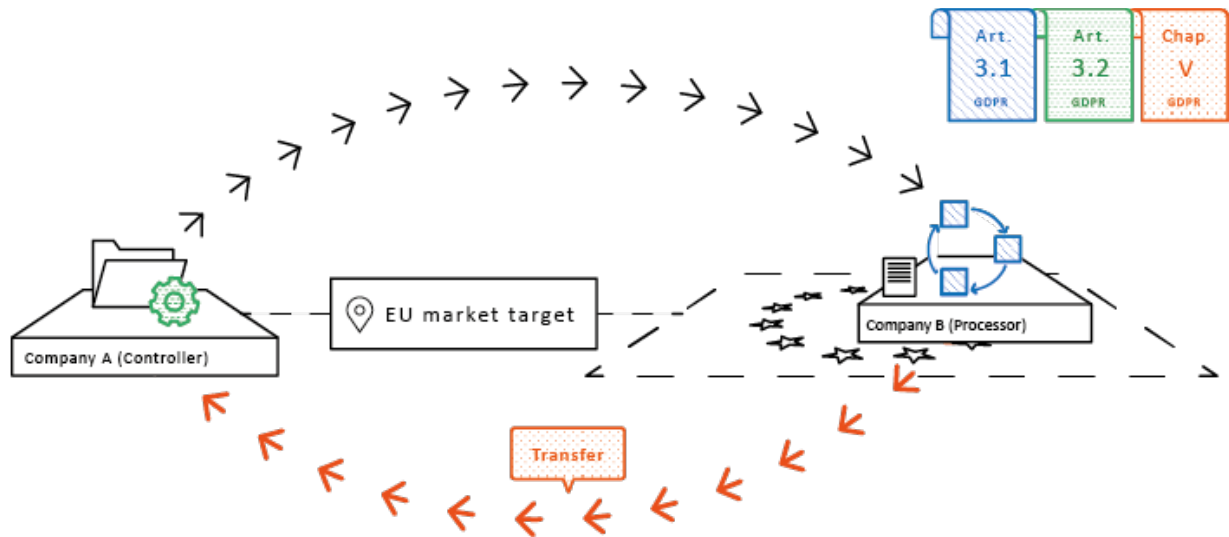 Art.
3.1
GDPR
Art.
3.2
GDPR
Chap.
V
GDPR
EU market target
Company A (Controller)
Company B (Processor)
Transfer